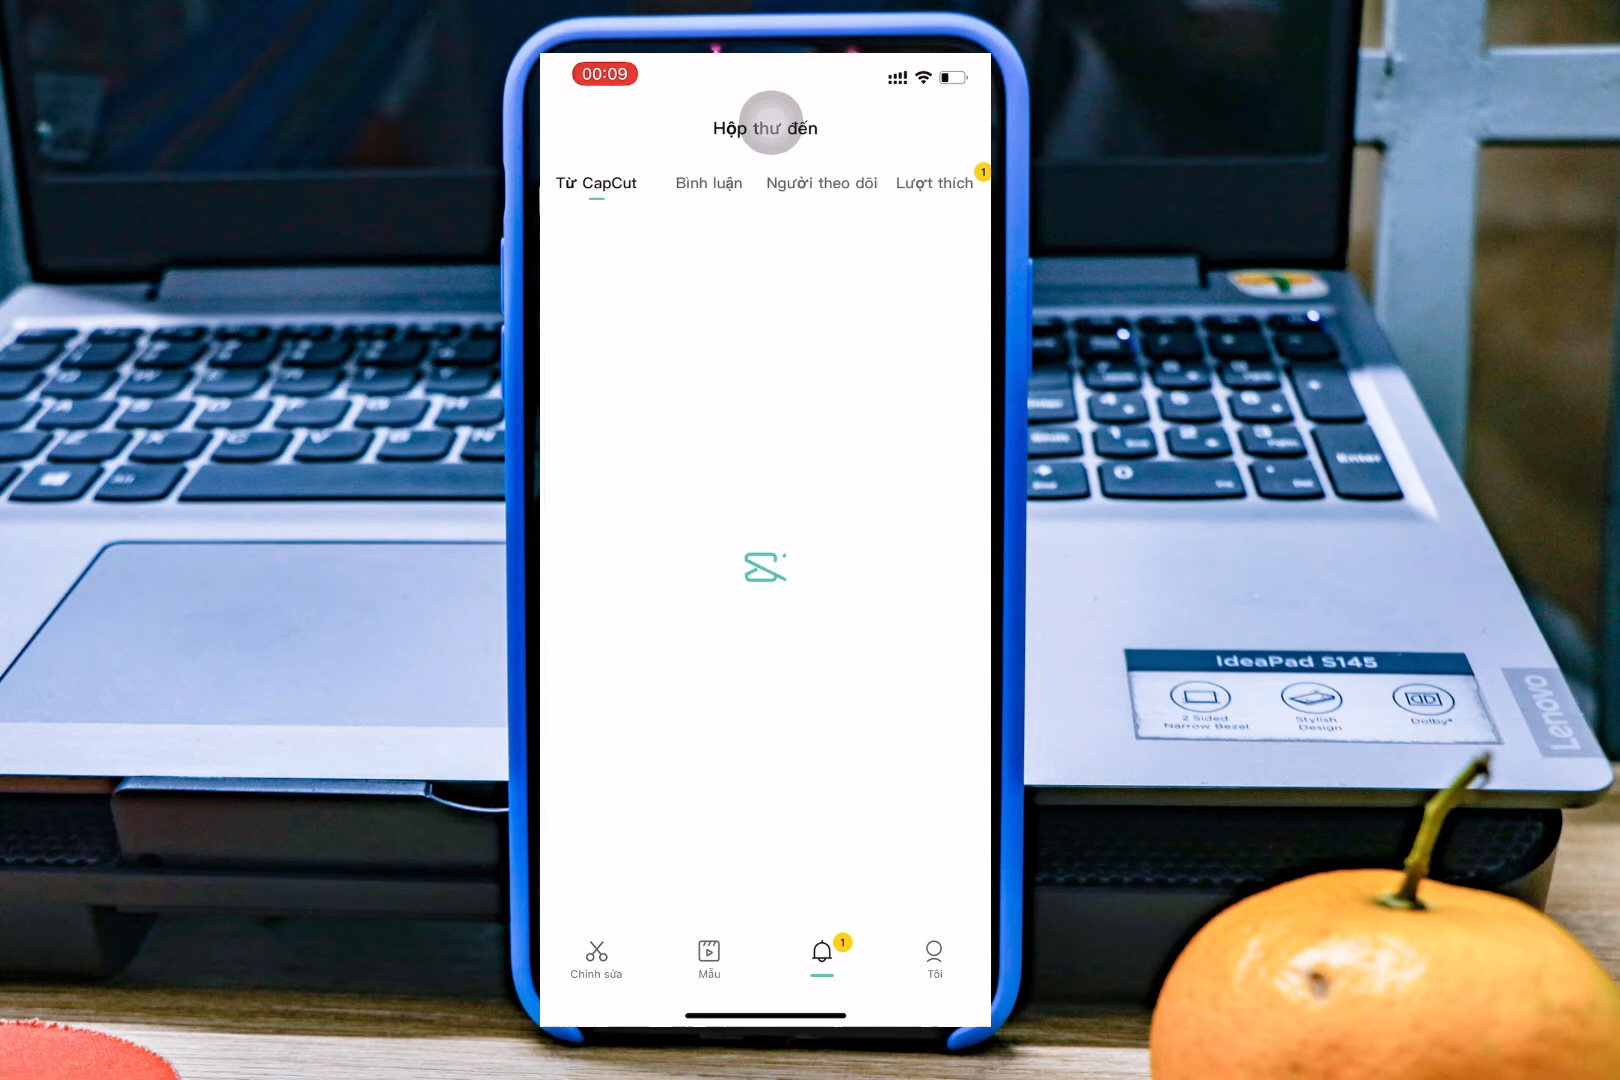 00:09
Hộp thư đến
Từ CapCut
Bình luận
Người theo dõi
Lượt thích
1
Chỉnh sửa
Mẫu
1
Tôi
IdeaPad S145
2 Sided
Narrow Bezel
Stylish
Design
Dolby
Lenovo
Enter